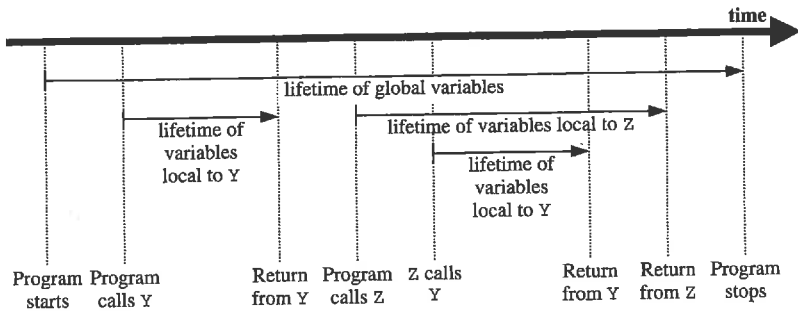 time
lifetime of global variables
lifetime of
variables
local to Y
lifetime of variables local to Z
lifetime of
variables
local to Y
Program
starts
Program
calls Y
Return
from Y
Program
calls Z
Z calls
Y
Return
from Y
Return
from Z
Program
stops